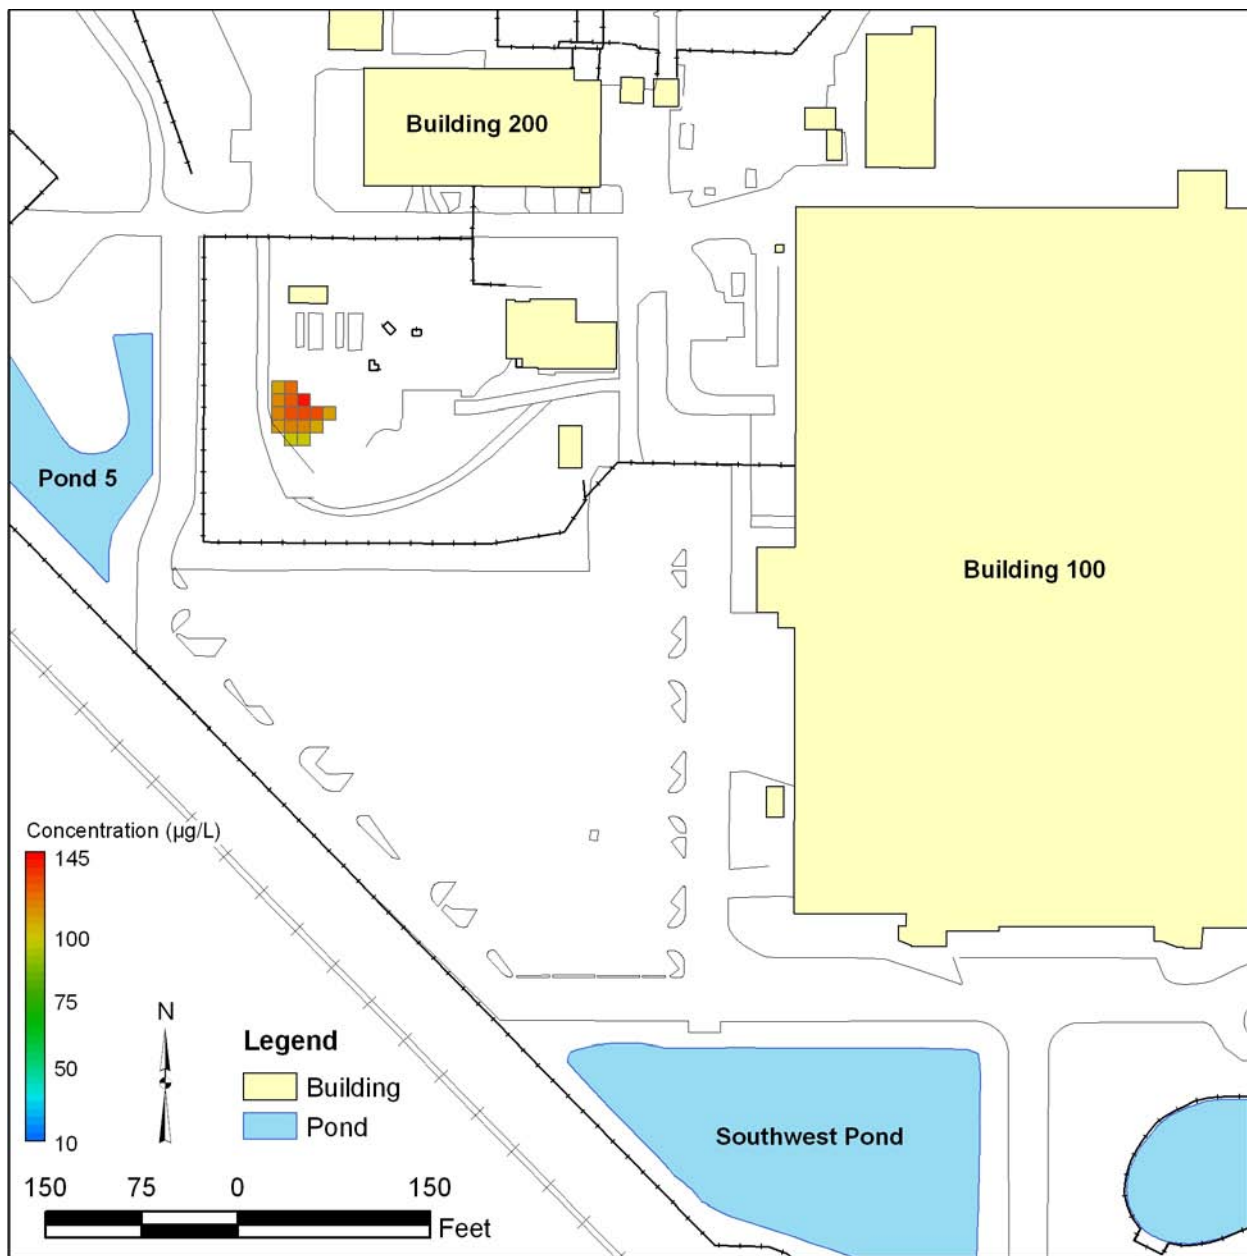 Building 200
Pond 5
Building 100
Concentration (µg/L)
145
100
75
50
10
N
Legend
Building
Pond
Southwest Pond
150 75 0 150
Feet